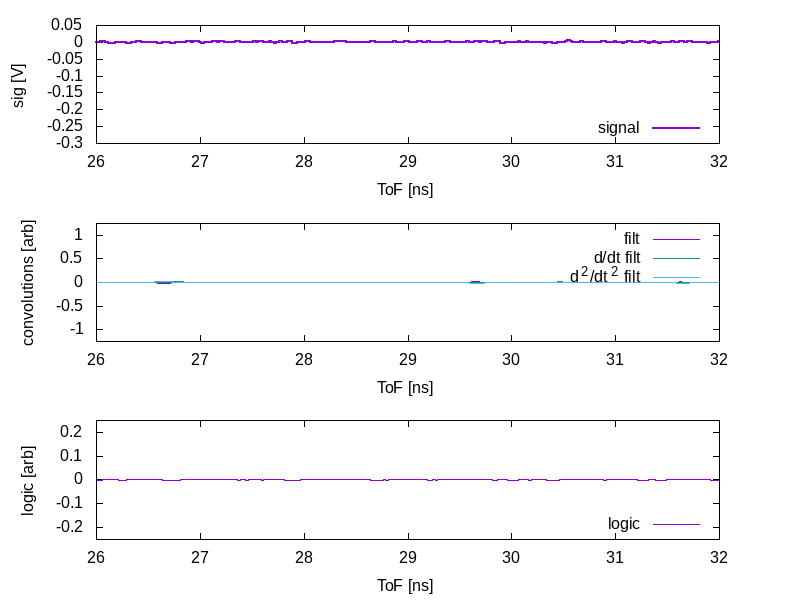 0.05
0
-0.05
-0.1
-0.15
-0.2
-0.25
-0.3
sig [V]
signal
26 27 28 29 30 31 32
ToF [ns]
1
0.5
0
-0.5
-1
convolutions [arb]
filt
d/dt filt
d²/dt² filt
26 27 28 29 30 31 32
ToF [ns]
0.2
0.1
0
-0.1
-0.2
logic [arb]
logic
26 27 28 29 30 31 32
ToF [ns]